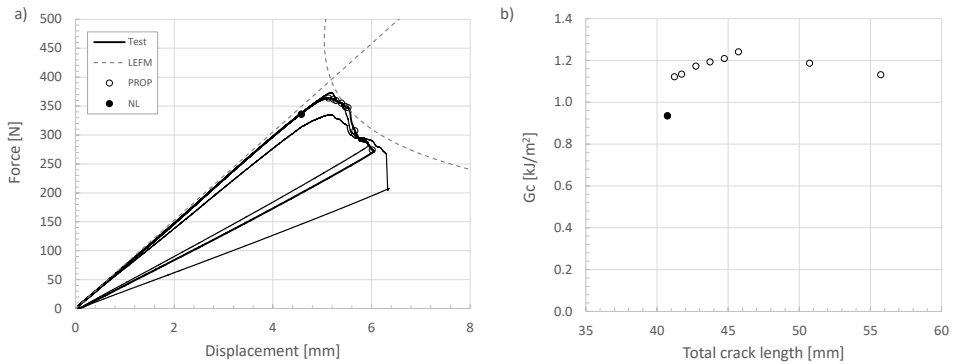 a)
Force [N]
500
450
400
350
300
250
200
150
100
50
0
Test
LEFM
PROP
NL
0 2 4 6 8
Displacement [mm]
b)
Gc [kJ/m²]
1.4
1.2
1.0
0.8
0.6
0.4
0.2
0.0
35 40 45 50 55 60
Total crack length [mm]